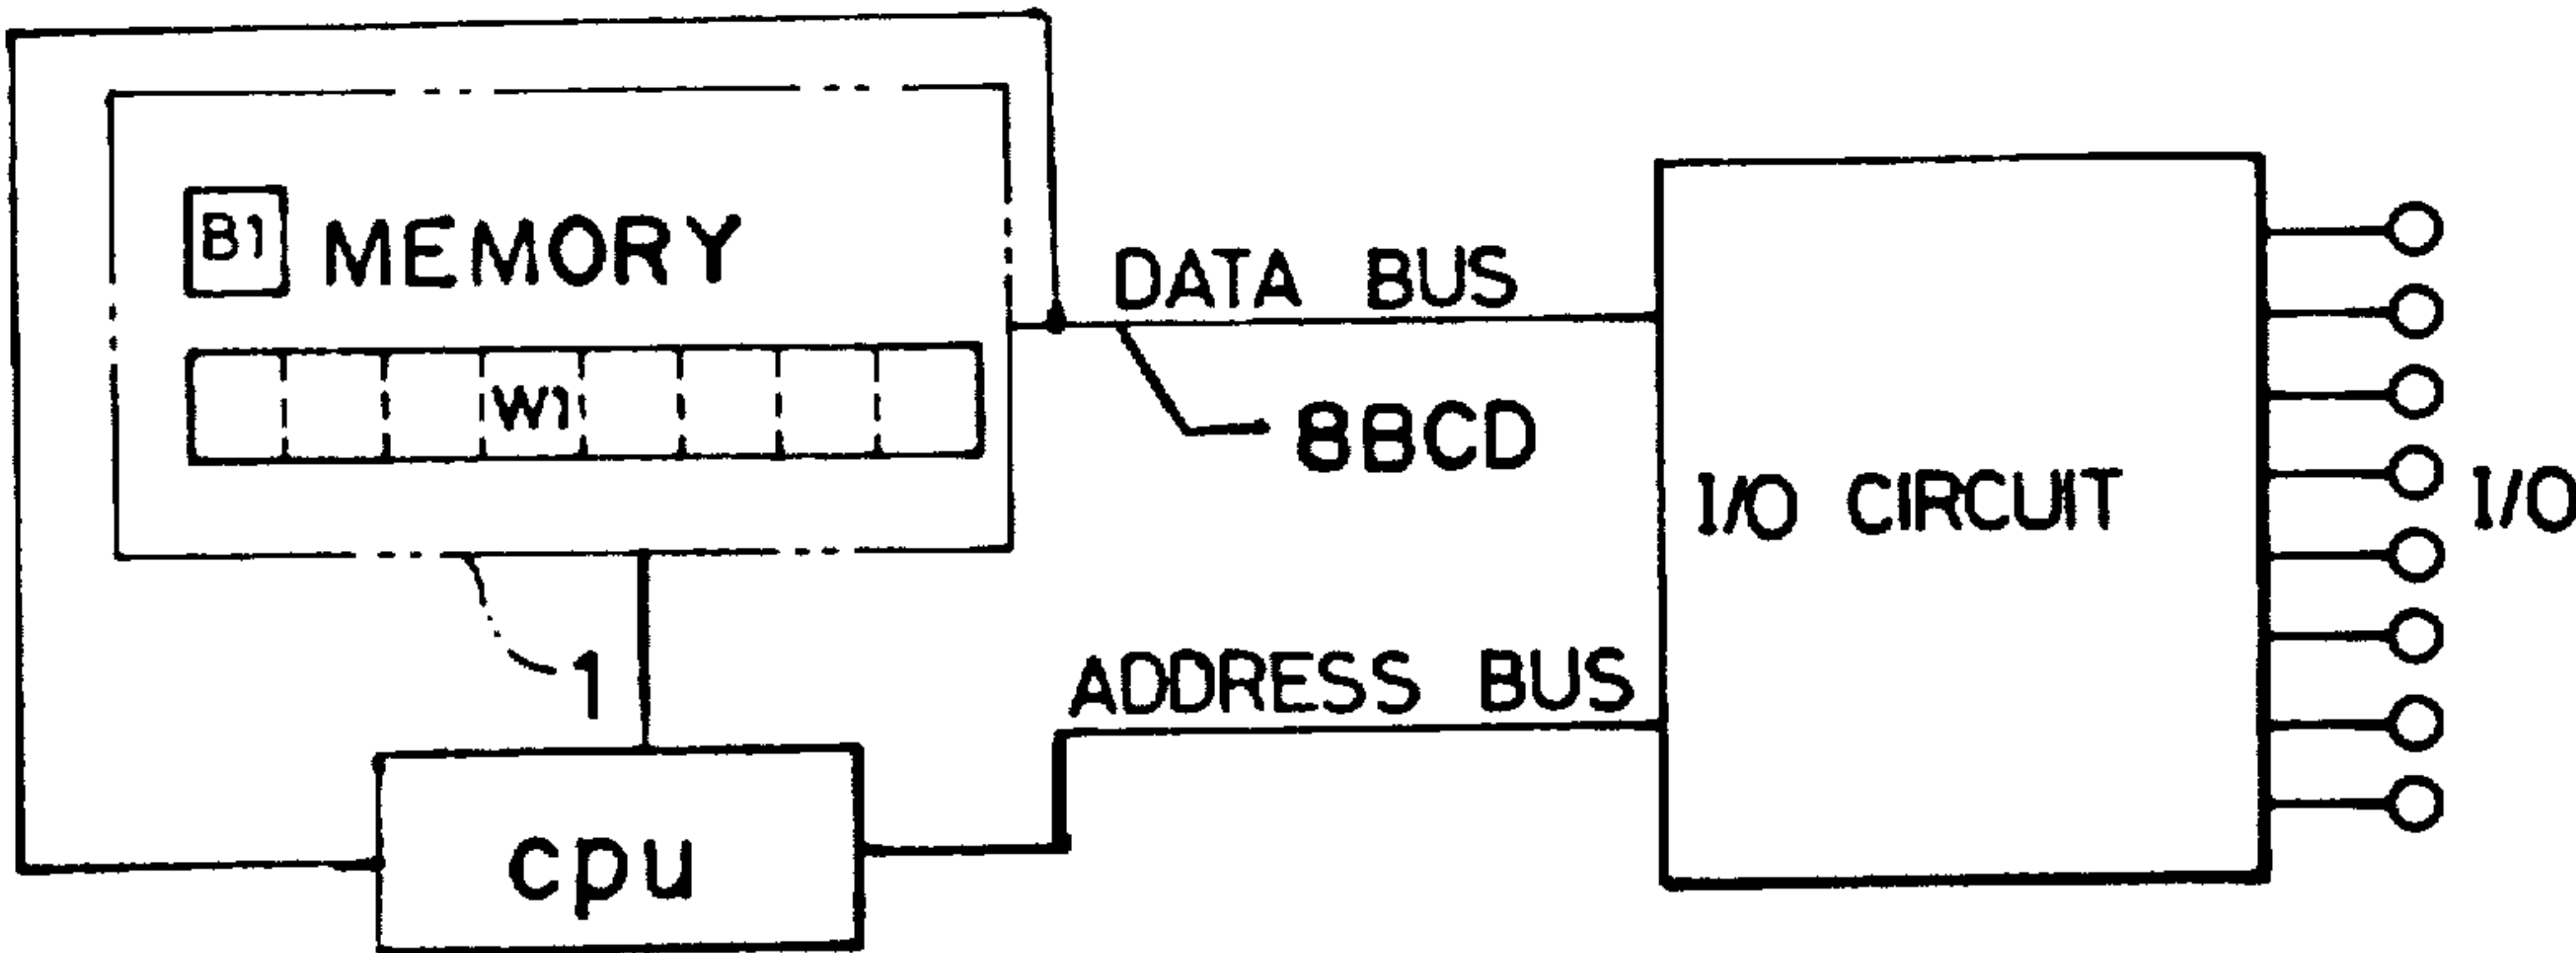 B1 MEMORY
W1
DATA BUS
8BCD
I/O CIRCUIT
I/O
1
ADDRESS BUS
cpu